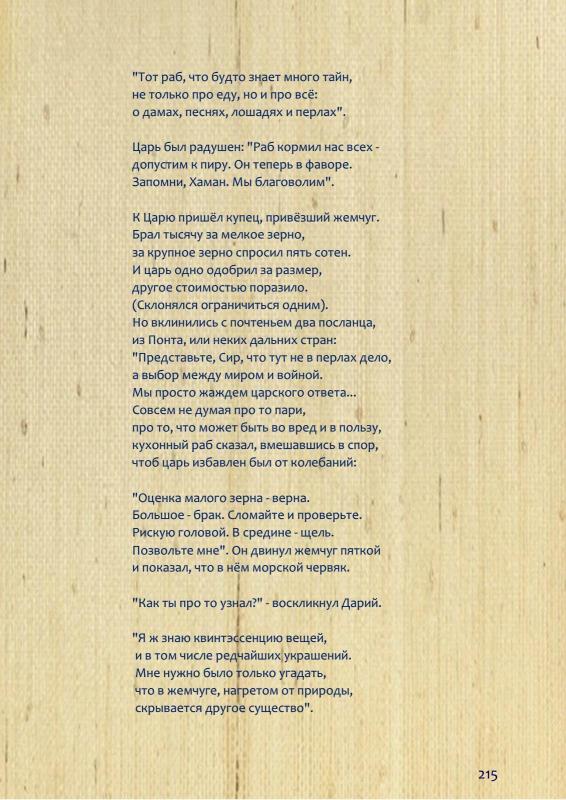 "Тот раб, что будто знает много тайн,
не только про еду, но и про всё:
о дамах, песнях, лошадях и перлах".
Царь был радушен: "Раб кормил нас всех -
допустим к пиру. Он теперь в фаворе.
Запомни, Хаман. Мы благоволим".
К Царю пришёл купец, привёзший жемчуг.
Брал тысячу за мелкое зерно,
за крупное зерно спросил пять сотен.
И царь одно одобрил за размер,
другое стоимостью поразило.
(Склонялся ограничиться одним).
Но вклинились с почтеньем два посланца,
из Понта, или неких дальних стран:
"Представьте, Сир, что тут не в перлах дело,
а выбор между миром и войной.
Мы просто жаждем царского ответа...
Совсем не думая про то пари,
про то, что может быть во вред и в пользу,
кухонный раб сказал, вмешавшись в спор,
чтоб царь избавлен был от колебаний:
"Оценка малого зерна - верна.
Большое - брак. Сломайте и проверьте.
Рискую головой. В средине - щель.
Позвольте мне". Он двинул жемчуг пяткой
и показал, что в нём морской червяк.
"Как ты про то узнал?" - воскликнул Дарий.
"Я ж знаю квинтэссенцию вещей,
и в том числе редчайших украшений.
Мне нужно было только угадать,
что в жемчуге, нагретом от природы,
скрывается другое существо".
215